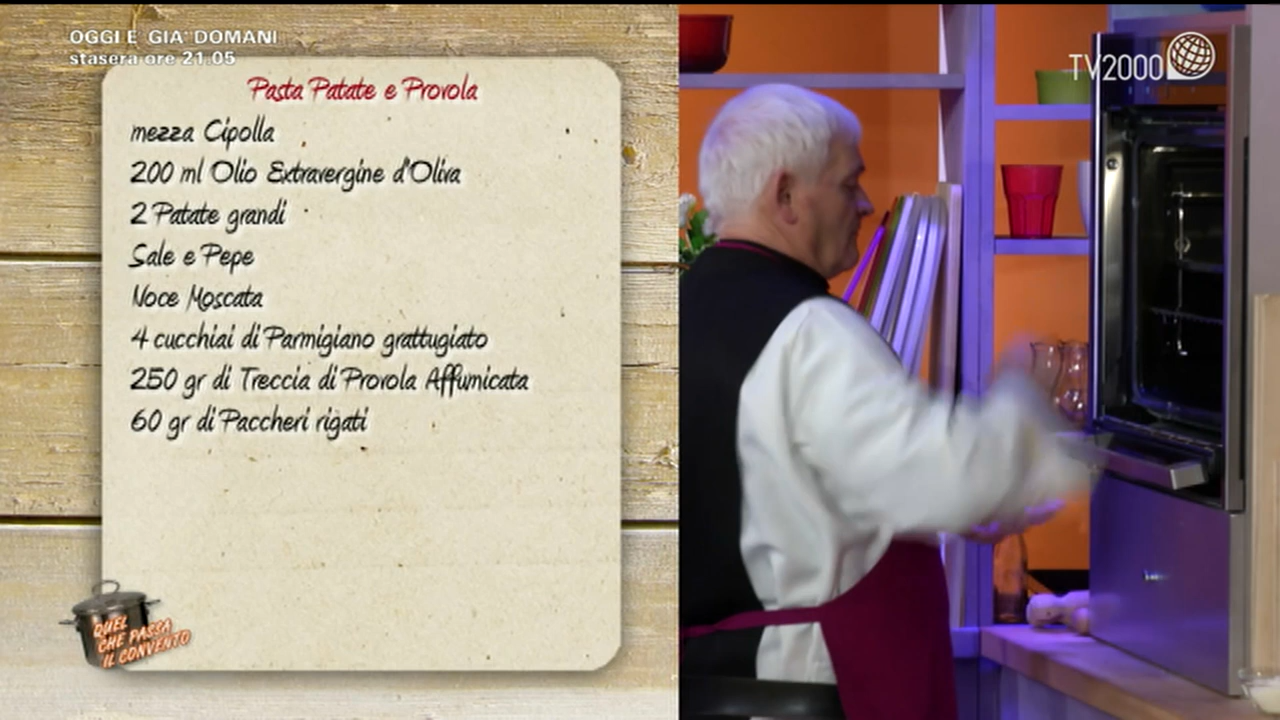 OGGI E' GIA' DOMANI
stasera ore 21.05
TV2000
Pasta Patate e Provola
mezza Cipolla
200 ml Olio Extravergine d'Oliva
2 Patate grandi
Sale e Pepe
Noce Moscata
4 cucchiai di Parmigiano grattugiato
250 gr di Treccia di Provola Affumicata
60 gr di Paccheri rigati
QUEL
CHE PASSA
IL CONVENTO